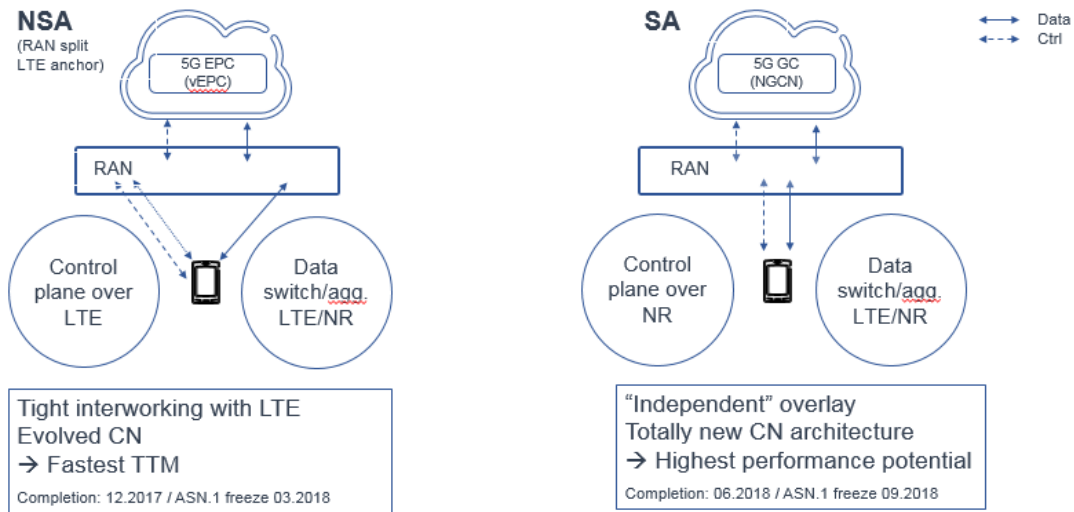 NSA
(RAN split
LTE anchor)
5G EPC
(vEPC)
RAN
Control
plane over
LTE
Data
switch/agg.
LTE/NR
Tight interworking with LTE
Evolved CN
→ Fastest TTM
Completion: 12.2017 / ASN.1 freeze 03.2018
SA
5G GC
(NGCN)
RAN
Control
plane over
NR
Data
switch/agg.
LTE/NR
“Independent” overlay
Totally new CN architecture
→ Highest performance potential
Completion: 06.2018 / ASN.1 freeze 09.2018
Data
Ctrl